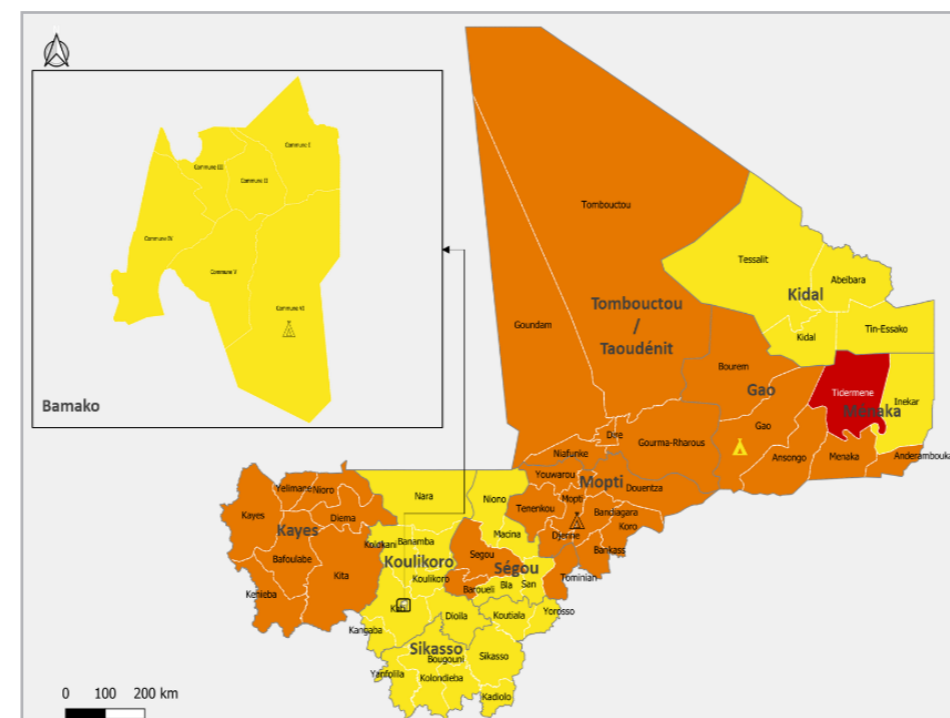 Commune I
Commune III
Commune II
Commune IV
Commune V
Commune VI
Bamako
Tombouctou
Tessalit
Abeibara
Kidal
Tombouctou
/
Taoudénit
Goundam
Kidal
Tin-Essako
Bourem
Gao
Tidermene
Inekar
Ménaka
Gao
Dire
Gourma-Rharous
Niafunke
Ansongo
Menaka
Anderambouka
Youwarou
Mopti
Douentza
Yelimane
Nioro
Nara
Niono
Tenenkou
Mopti
Bandiagara
Kayes
Diema
Koro
Kayes
Djenne
Macina
Kolokani
Banamba
Bankass
Segou
Bafoulabe
Koulikoro
Ségou
Kita
Koulikoro
Tominian
Bla
San
Baroueli
Kenieba
Kati
Dioila
Koutiala
Yorosso
Kangaba
Sikasso
Bougouni
Sikasso
Yanfolila
Kolondieba
Kadiolo
0 100 200 km